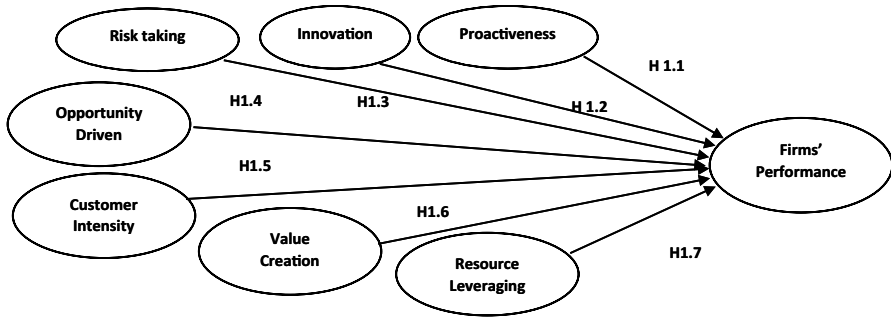 Risk taking
Innovation
Proactiveness
H 1.1
H1.4
H1.3
H 1.2
Opportunity
Driven
Firms'
Performance
H1.5
Customer
Intensity
H1.6
Value
Creation
Resource
Leveraging
H1.7